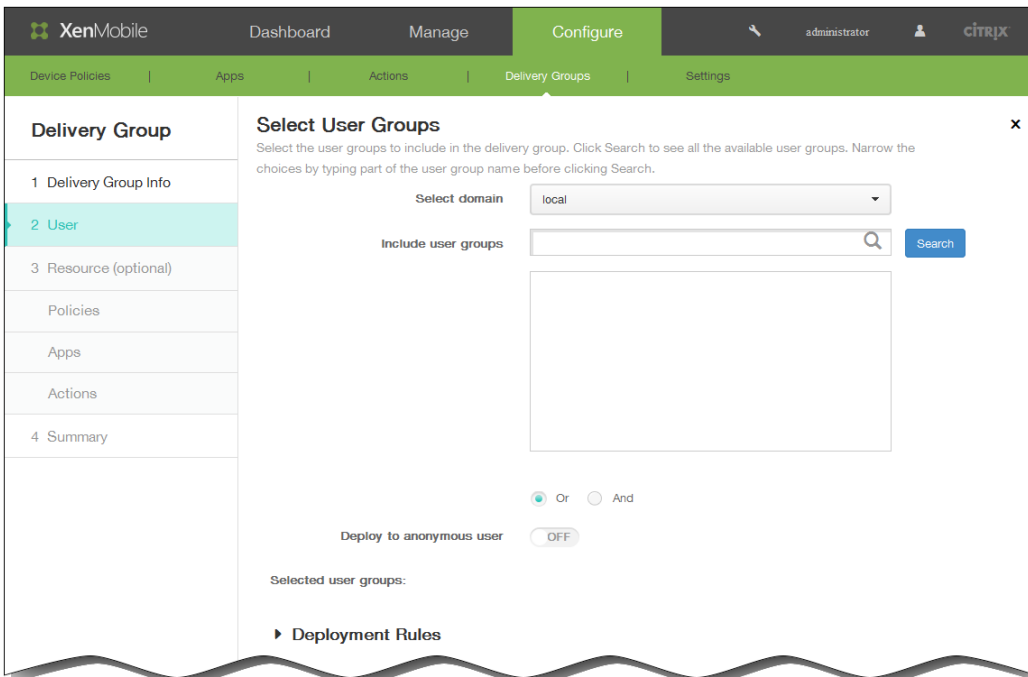 XenMobile Dashboard Manage Configure administrator CİTRIX
Device Policies | Apps | Actions | Delivery Groups | Settings
Delivery Group
1 Delivery Group Info
2 User
3 Resource (optional)
Policies
Apps
Actions
4 Summary
Select User Groups
x
Select the user groups to include in the delivery group. Click Search to see all the available user groups. Narrow the
choices by typing part of the user group name before clicking Search.
Select domain local
Include user groups Search
Or And
Deploy to anonymous user OFF
Selected user groups:
Deployment Rules